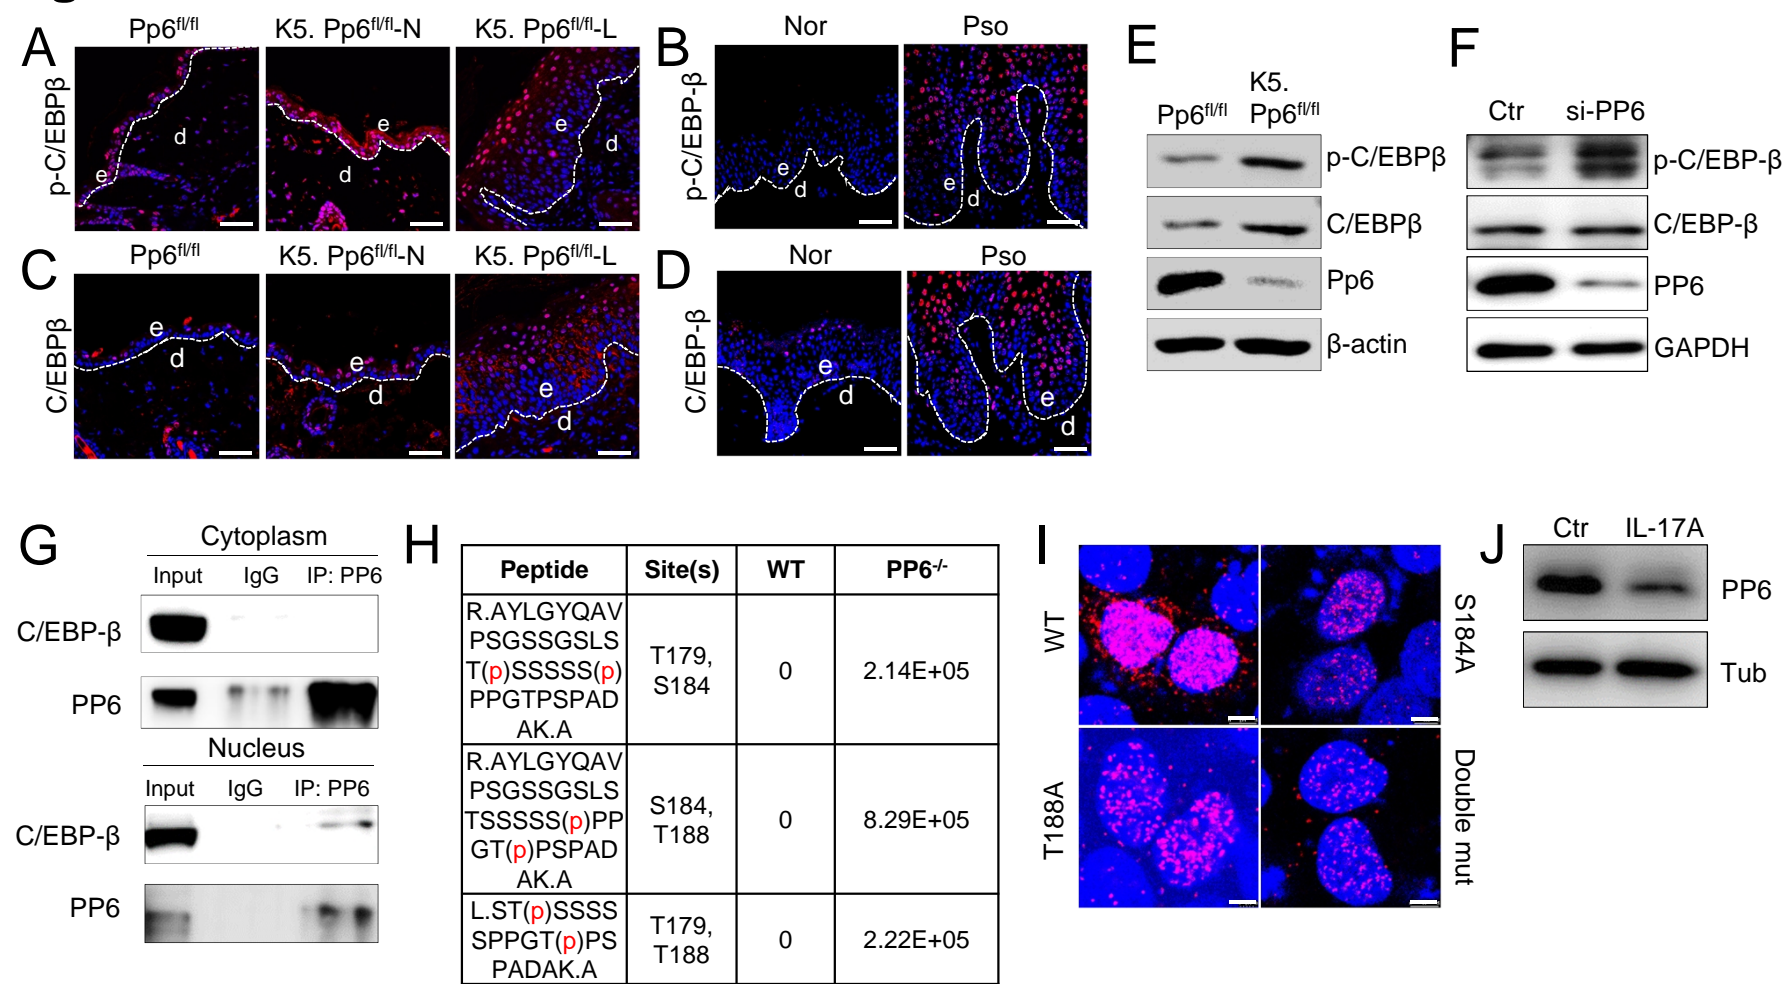 A
Pp6fl/fl
K5. Pp6fl/fl-N
K5. Pp6fl/fl-L
p-C/EBPβ
e
d
e
d
e
d
B
Nor
Pso
p-C/EBP-β
e
d
e
d
C
Pp6fl/fl
K5. Pp6fl/fl-N
K5. Pp6fl/fl-L
C/EBPβ
e
d
e
d
e
d
D
Nor
Pso
C/EBP-β
e
d
e
d
E
Pp6fl/fl
K5.
Pp6fl/fl
p-C/EBPβ
C/EBPβ
Pp6
β-actin
F
Ctr
si-PP6
p-C/EBP-β
C/EBP-β
PP6
GAPDH
G
Cytoplasm
Input
IgG
IP: PP6
C/EBP-β
PP6
Nucleus
Input
IgG
IP: PP6
C/EBP-β
PP6
H
Peptide Site(s) WT PP6-/-
R.AYLGYQAV
PSGSSGSLS
T(p)SSSSS(p)
PPGTPSPAD
AK.A
T179,
S184
0
2.14E+05
R.AYLGYQAV
PSGSSGSLS
TSSSSS(p)PP
GT(p)PSPAD
AK.A
S184,
T188
0
8.29E+05
L.ST(p)SSSS
SPPGT(p)PS
PADAK.A
T179,
T188
0
2.22E+05
I
WT
S184A
T188A
Double mut
J
Ctr
IL-17A
PP6
Tub